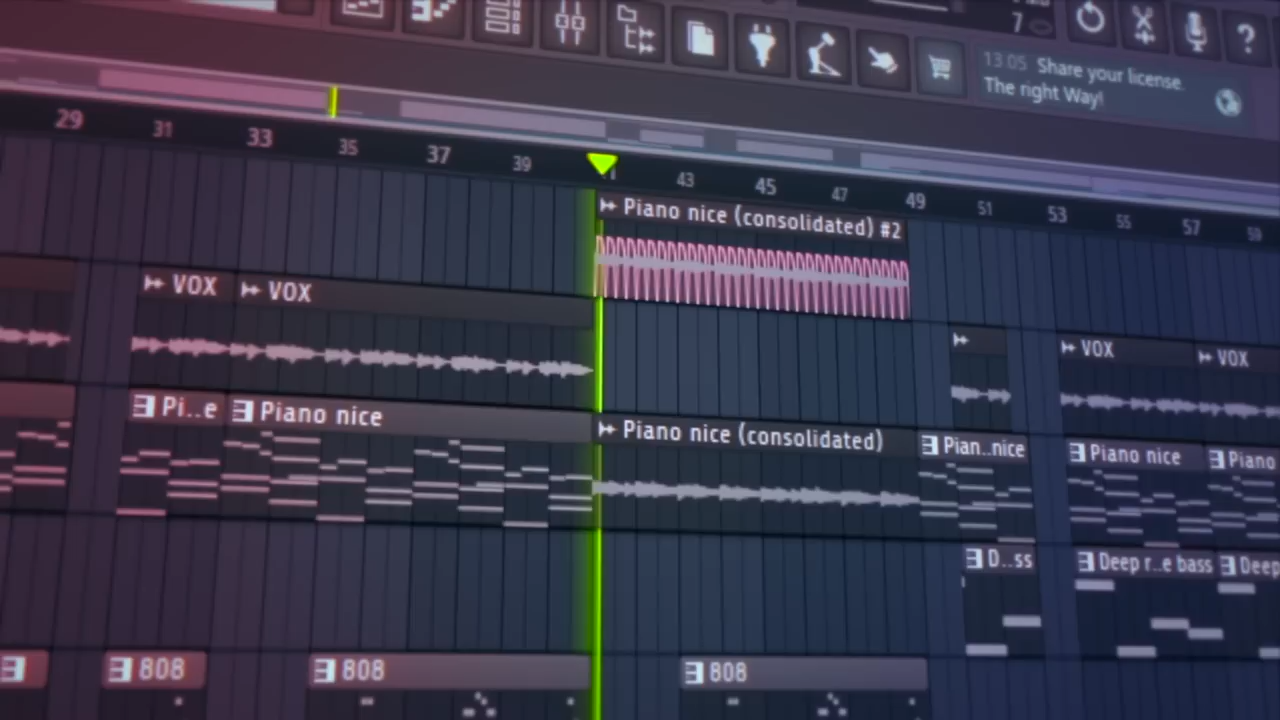 7
13.05 Share your license.
The right Way!
29 31 33 35 37 39 43 45 47 49 51 53 55 57 59
Piano nice (consolidated) #2
VOX VOX
VOX VOX
Pi..e Piano nice
Piano nice (consolidated)
Pian..nice Piano nice Piano
D..ss Deep r..e bass Deep
808 808 808